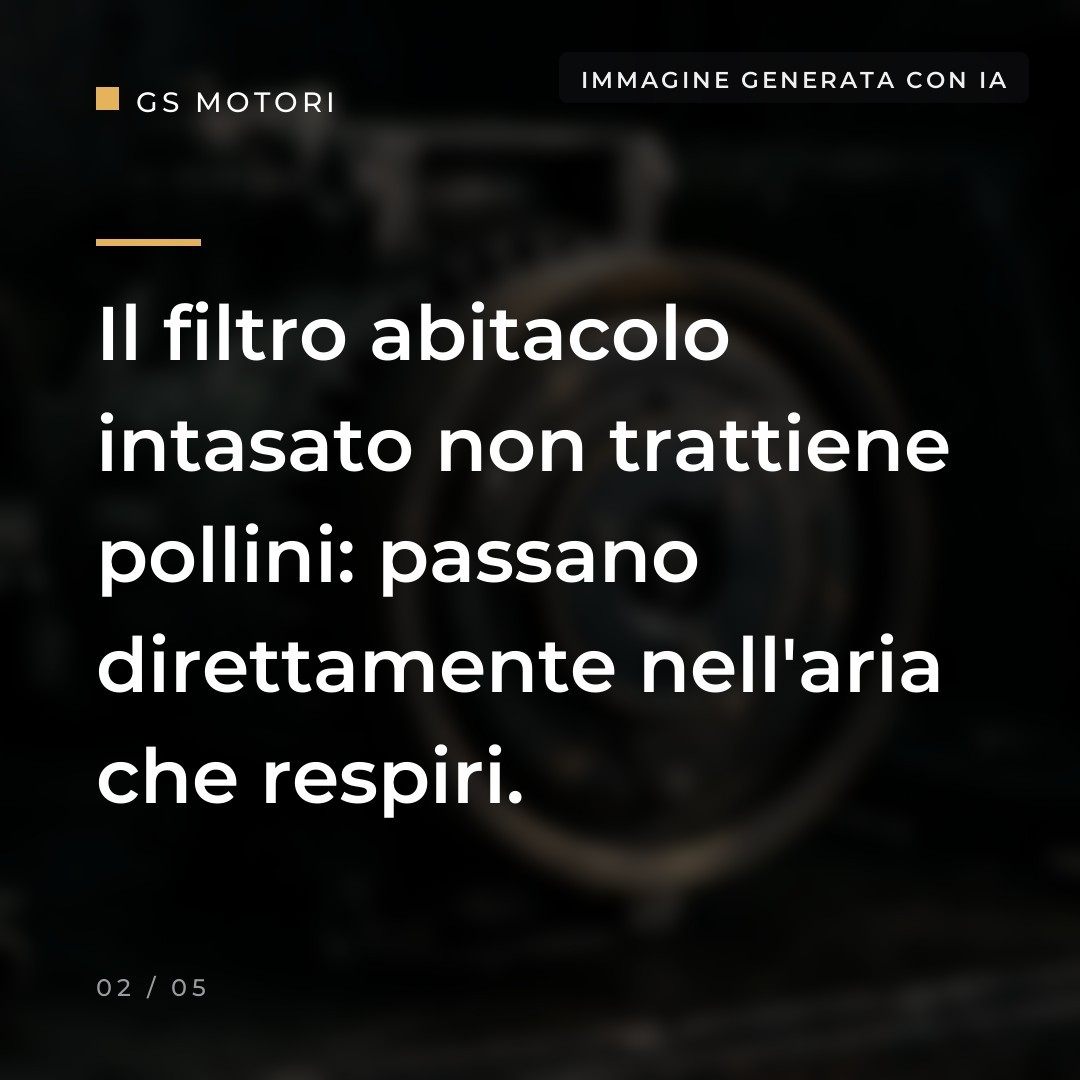 GS MOTORI
IMMAGINE GENERATA CON IA
Il filtro abitacolo
intasato non trattiene
pollini: passano
direttamente nell'aria
che respiri.
02 / 05